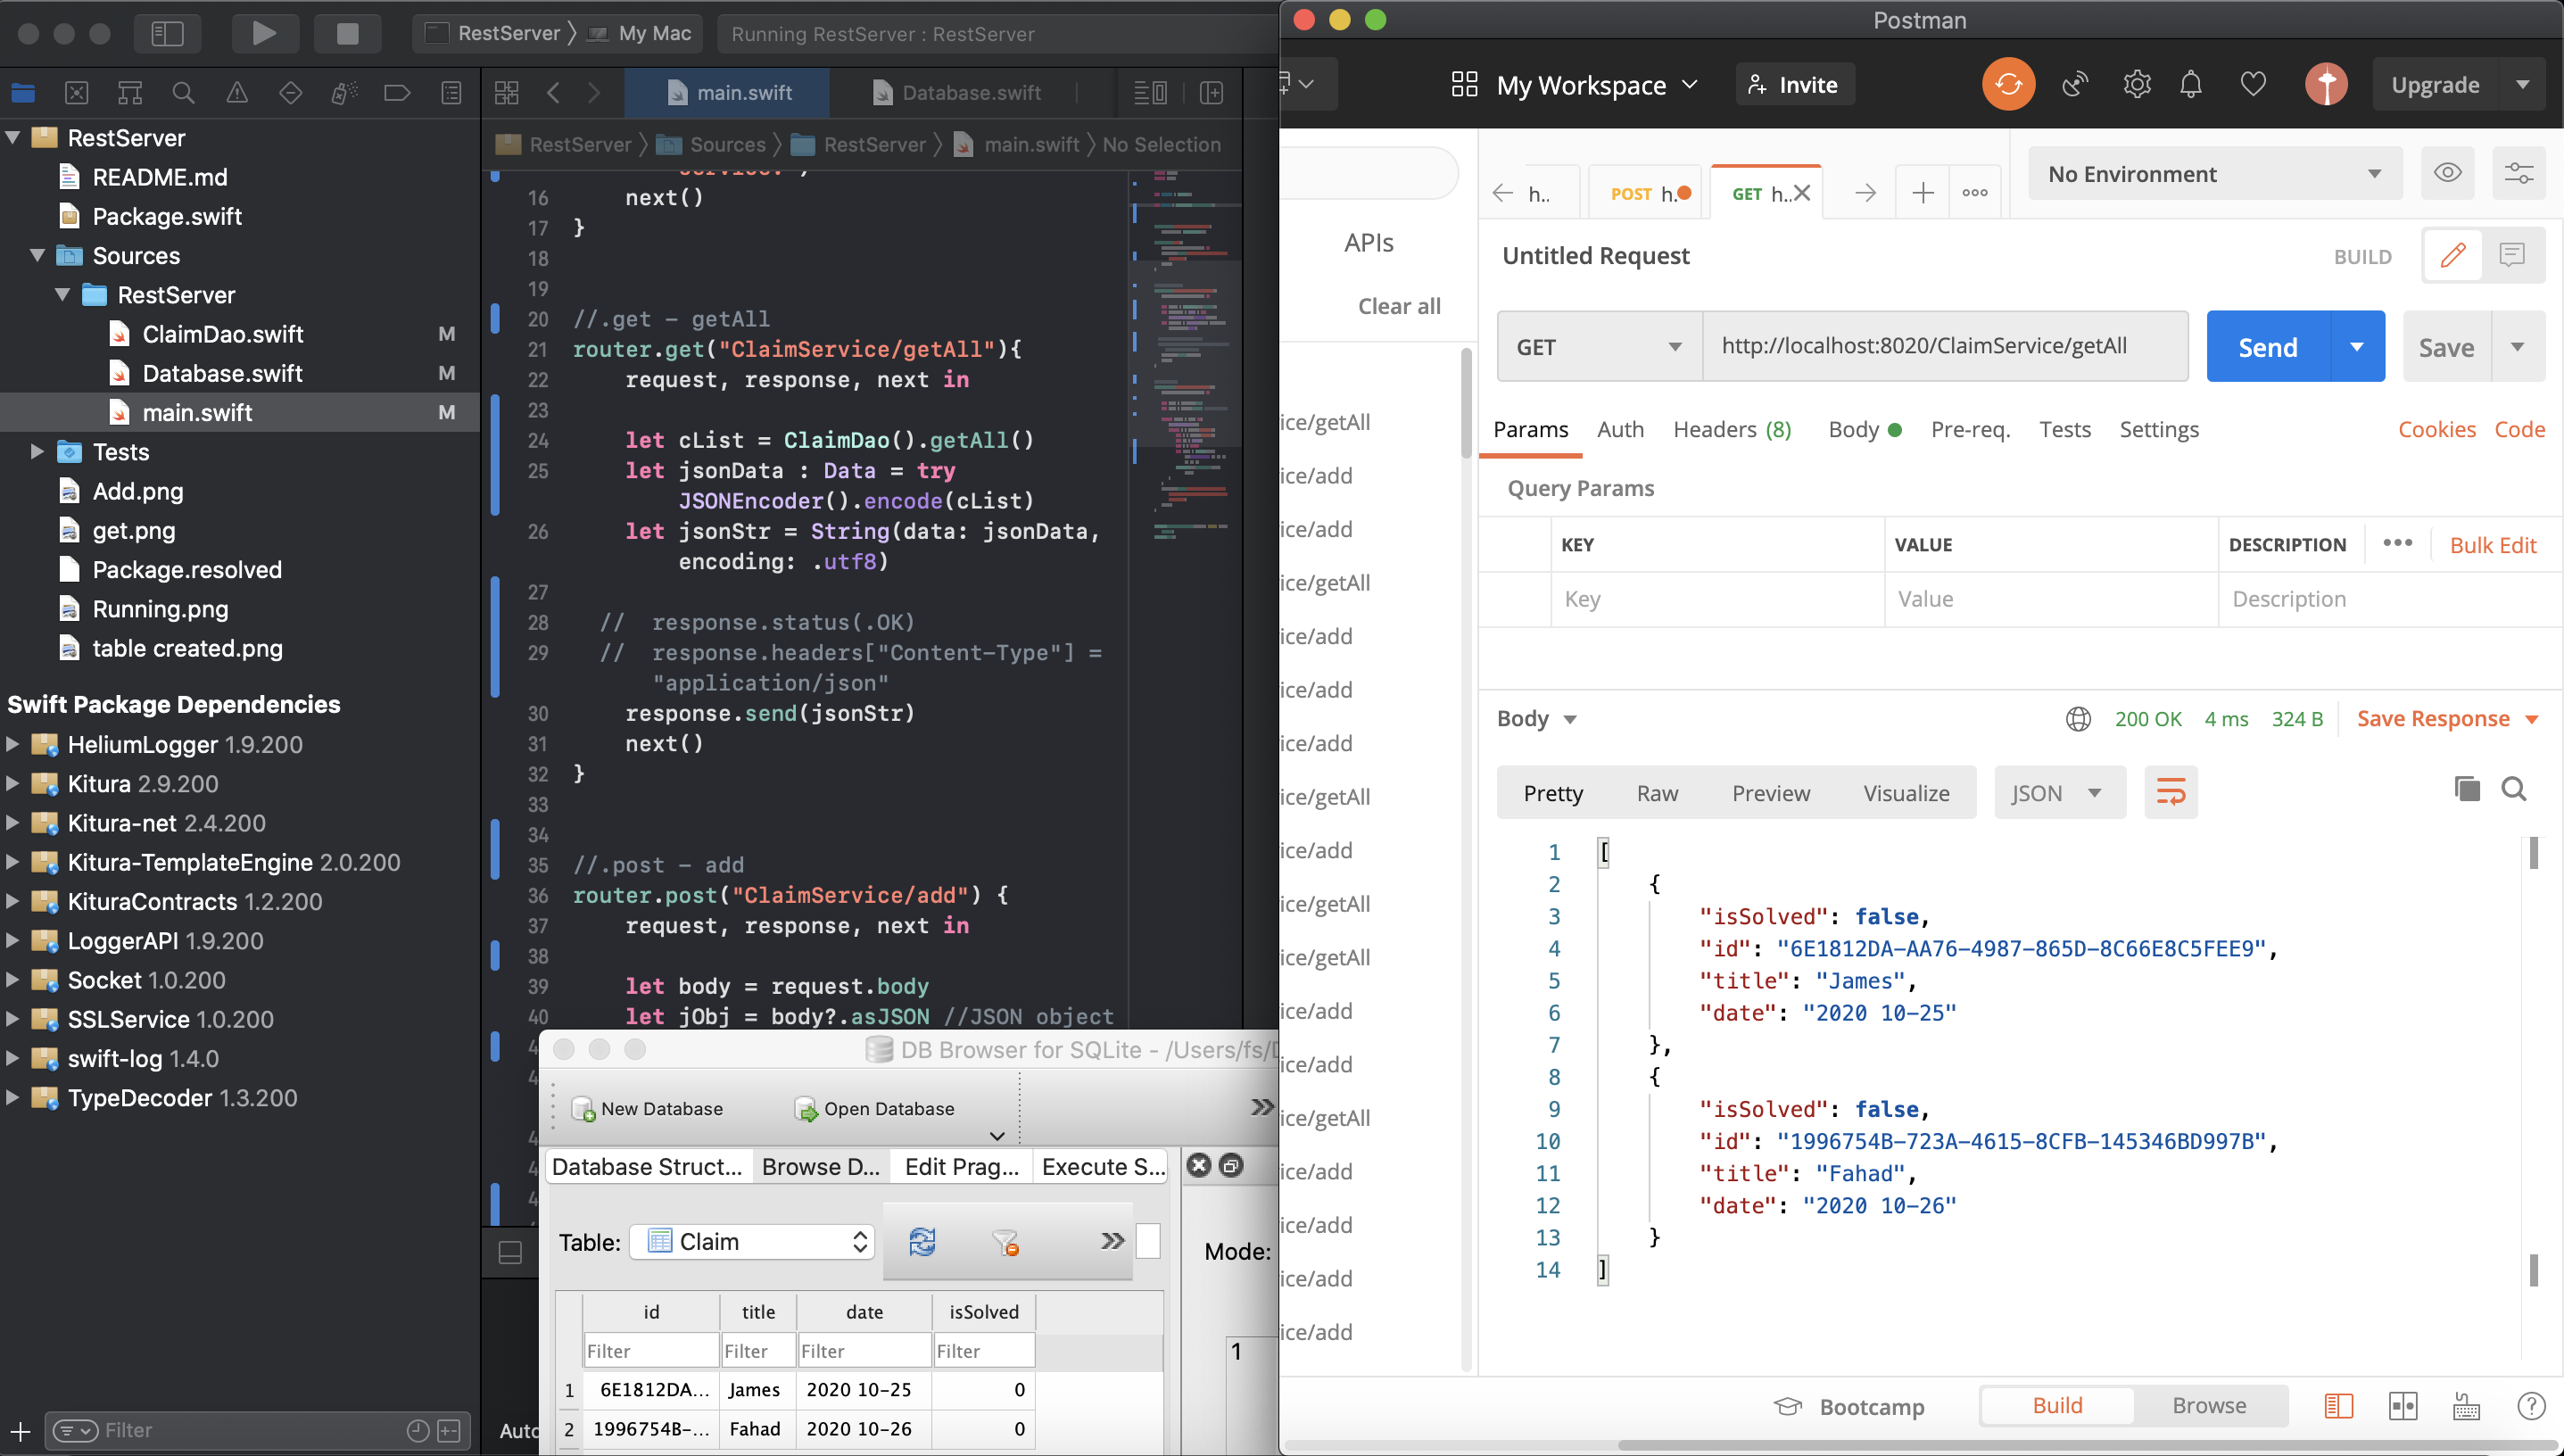 RestServer 〉 My Mac
Running RestServer : RestServer
RestServer
README.md
Package.swift
Sources
RestServer
ClaimDao.swift M
Database.swift M
main.swift M
Tests
Add.png
get.png
Package.resolved
Running.png
table created.png
Swift Package Dependencies
HeliumLogger 1.9.200
Kitura 2.9.200
Kitura-net 2.4.200
Kitura-TemplateEngine 2.0.200
KituraContracts 1.2.200
LoggerAPI 1.9.200
Socket 1.0.200
SSLService 1.0.200
swift-log 1.4.0
TypeDecoder 1.3.200
Filter
main.swift
Database.swift
RestServer 〉 Sources 〉 RestServer 〉 main.swift 〉 No Selection
16 next()
17 }
18
19
20 //.get - getAll
21 router.get("ClaimService/getAll"){
22 request, response, next in
23
24 let cList = ClaimDao().getAll()
25 let jsonData : Data = try
JSONEncoder().encode(cList)
26 let jsonStr = String(data: jsonData,
encoding: .utf8)
27
28 // response.status(.OK)
29 // response.headers["Content-Type"] =
"application/json"
30 response.send(jsonStr)
31 next()
32 }
33
34
35 //.post - add
36 router.post("ClaimService/add") {
37 request, response, next in
38
39 let body = request.body
40 let jObj = body?.asJSON //JSON object
Auto
DB Browser for SQLite - /Users/fs/D
New Database
Open Database
Database Struct...
Browse D...
Edit Prag...
Execute S...
Table: Claim
Mode:
1
id title date isSolved
Filter Filter Filter Filter
1 6E1812DA... James 2020 10-25 0
2 1996754B-... Fahad 2020 10-26 0
Postman
My Workspace
Invite
Upgrade
APIs
Clear all
ice/getAll
ice/add
ice/add
ice/getAll
ice/add
ice/add
ice/add
ice/getAll
ice/add
ice/getAll
ice/getAll
ice/add
ice/add
ice/getAll
ice/add
ice/add
ice/add
ice/add
h..
POST h.
GET h..
No Environment
Untitled Request
BUILD
GET
http://localhost:8020/ClaimService/getAll
Send
Save
Params Auth Headers (8) Body Pre-req. Tests Settings
Cookies Code
Query Params
KEY VALUE DESCRIPTION ••• Bulk Edit
Key Value Description
Body
200 OK 4 ms 324 B Save Response
Pretty Raw Preview Visualize JSON
1 [
2 {
3 "isSolved": false,
4 "id": "6E1812DA-AA76-4987-865D-8C66E8C5FEE9",
5 "title": "James",
6 "date": "2020 10-25"
7 },
8 {
9 "isSolved": false,
10 "id": "1996754B-723A-4615-8CFB-145346BD997B",
11 "title": "Fahad",
12 "date": "2020 10-26"
13 }
14 ]
Bootcamp
Build
Browse